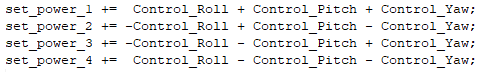 set_power_1 +=  Control_Roll + Control_Pitch + Control_Yaw;
set_power_2 += -Control_Roll + Control_Pitch - Control_Yaw;
set_power_3 += -Control_Roll - Control_Pitch + Control_Yaw;
set_power_4 +=  Control_Roll - Control_Pitch - Control_Yaw;